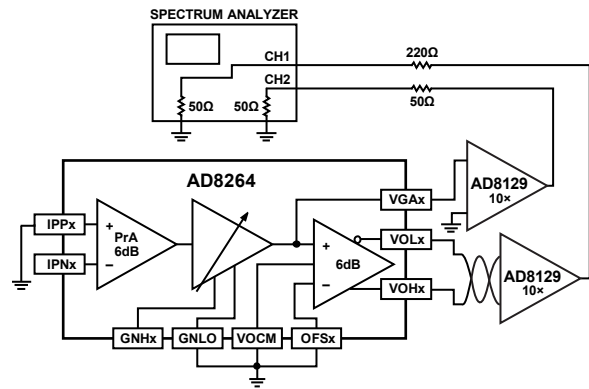 SPECTRUM ANALYZER
CH1
220Ω
CH2
50Ω
50Ω
50Ω
AD8264
VGAx
AD8129
10×
IPPx
+
PrA
6dB
IPNx
–
+
6dB
–
VOLx
VOHx
AD8129
10×
GNHx
GNLO
VOCM
OFSx